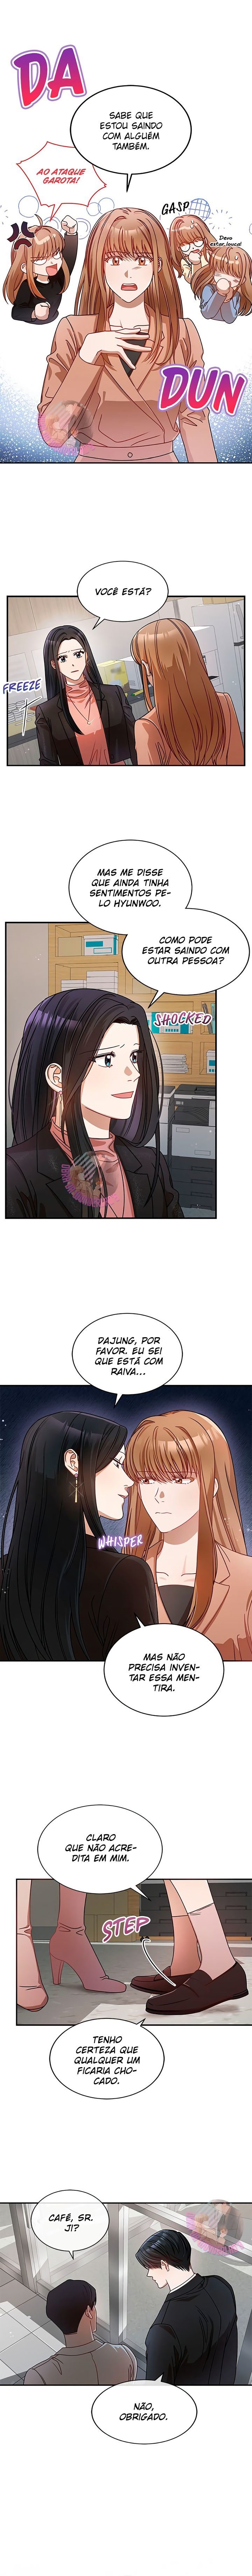 DA
SABE QUE
ESTOU SAINDO
COM ALGUÉM
TAMBÉM.
AO ATAQUE
GAROTA!
GASP
Devo
estar louca!
DUN
VOCÊ ESTÁ?
FREEZE
MAS ME DISSE
QUE AINDA TINHA
SENTIMENTOS PE-
LO HYUNWOO.
COMO PODE
ESTAR SAINDO COM
OUTRA PESSOA?
SHOCKED
DAJUNG, POR
FAVOR. EU SEI
QUE ESTÁ COM
RAIVA...
WHISPER
MAS NÃO
PRECISA INVEN-
TAR ESSA MEN-
TIRA.
CLARO
QUE NÃO ACRE-
DITA EM MIM.
STEP
TENHO
CERTEZA QUE
QUALQUER UM
FICARIA CHO-
CADO.
CAFÉ, SR.
JI?
NÃO,
OBRIGADO.